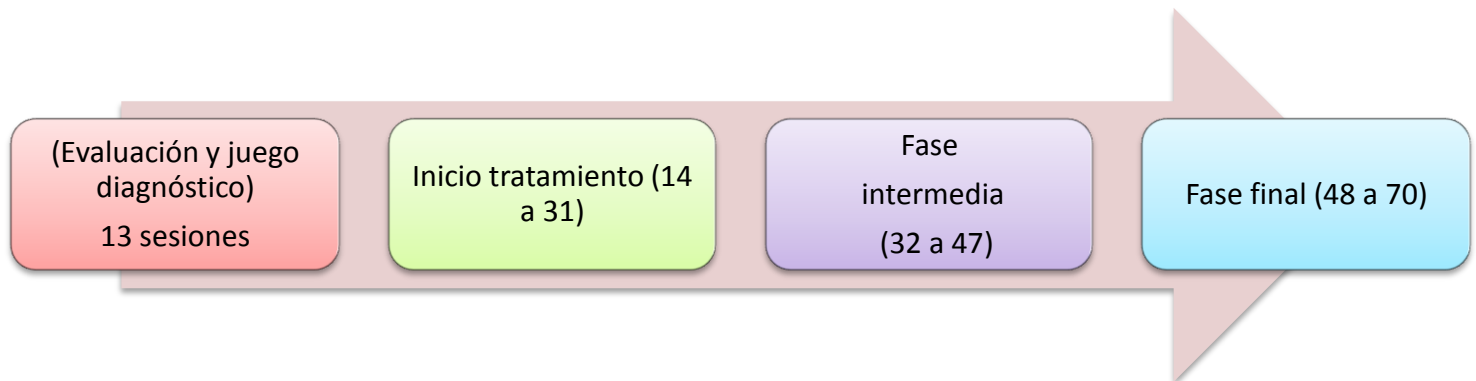 (Evaluación y juego
diagnóstico)
13 sesiones
Inicio tratamiento (14
a 31)
Fase
intermedia
(32 a 47)
Fase final (48 a 70)